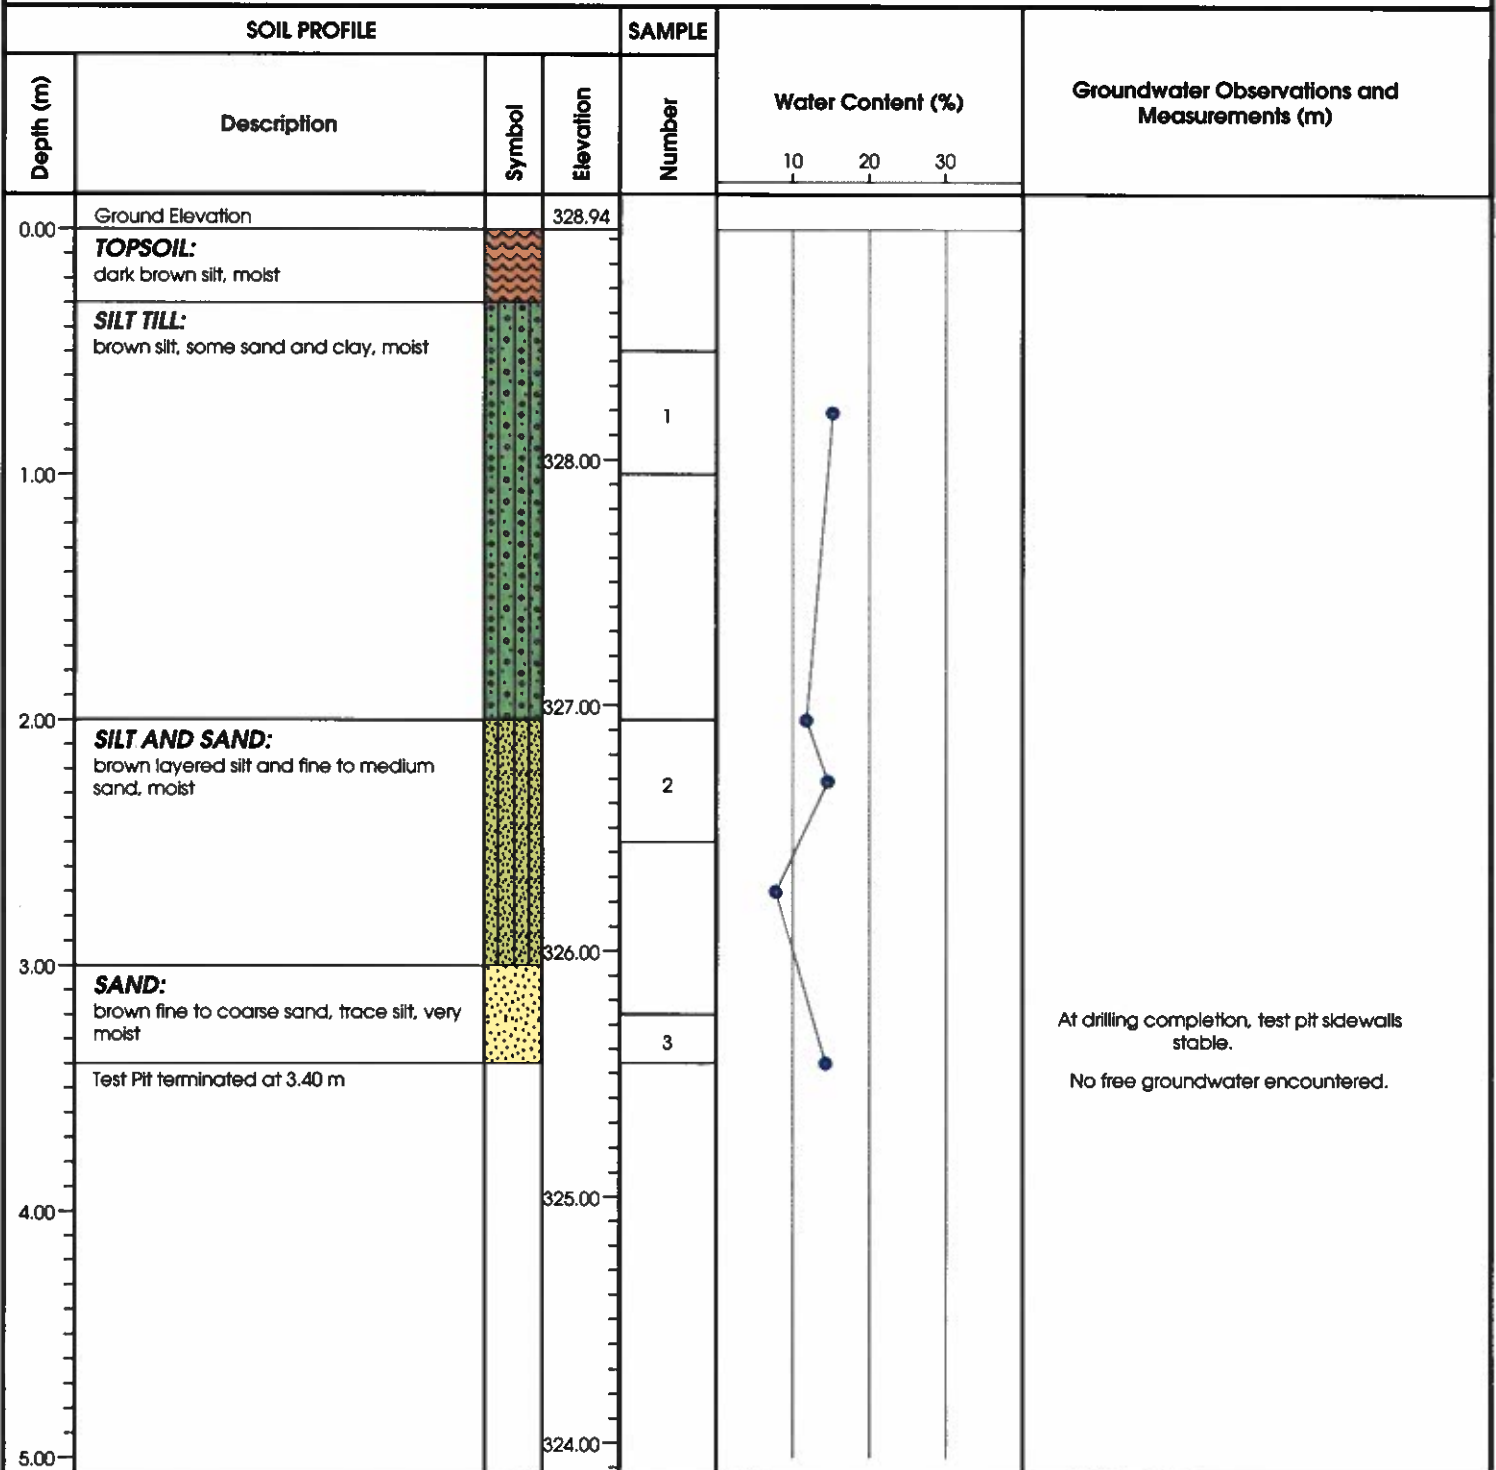 SOIL PROFILE
SAMPLE
Depth (m)
Description
Symbol
Elevation
Number
Water Content (%)
10 20 30
Groundwater Observations and
Measurements (m)
Ground Elevation
328.94
0.00
TOPSOIL:
dark brown silt, moist
SILT TILL:
brown silt, some sand and clay, moist
1
328.00
1.00
327.00
2.00
SILT AND SAND:
brown layered silt and fine to medium
sand, moist
2
326.00
3.00
SAND:
brown fine to coarse sand, trace silt, very
moist
3
At drilling completion, test pit sidewalls
stable.
Test Pit terminated at 3.40 m
No free groundwater encountered.
325.00
4.00
324.00
5.00